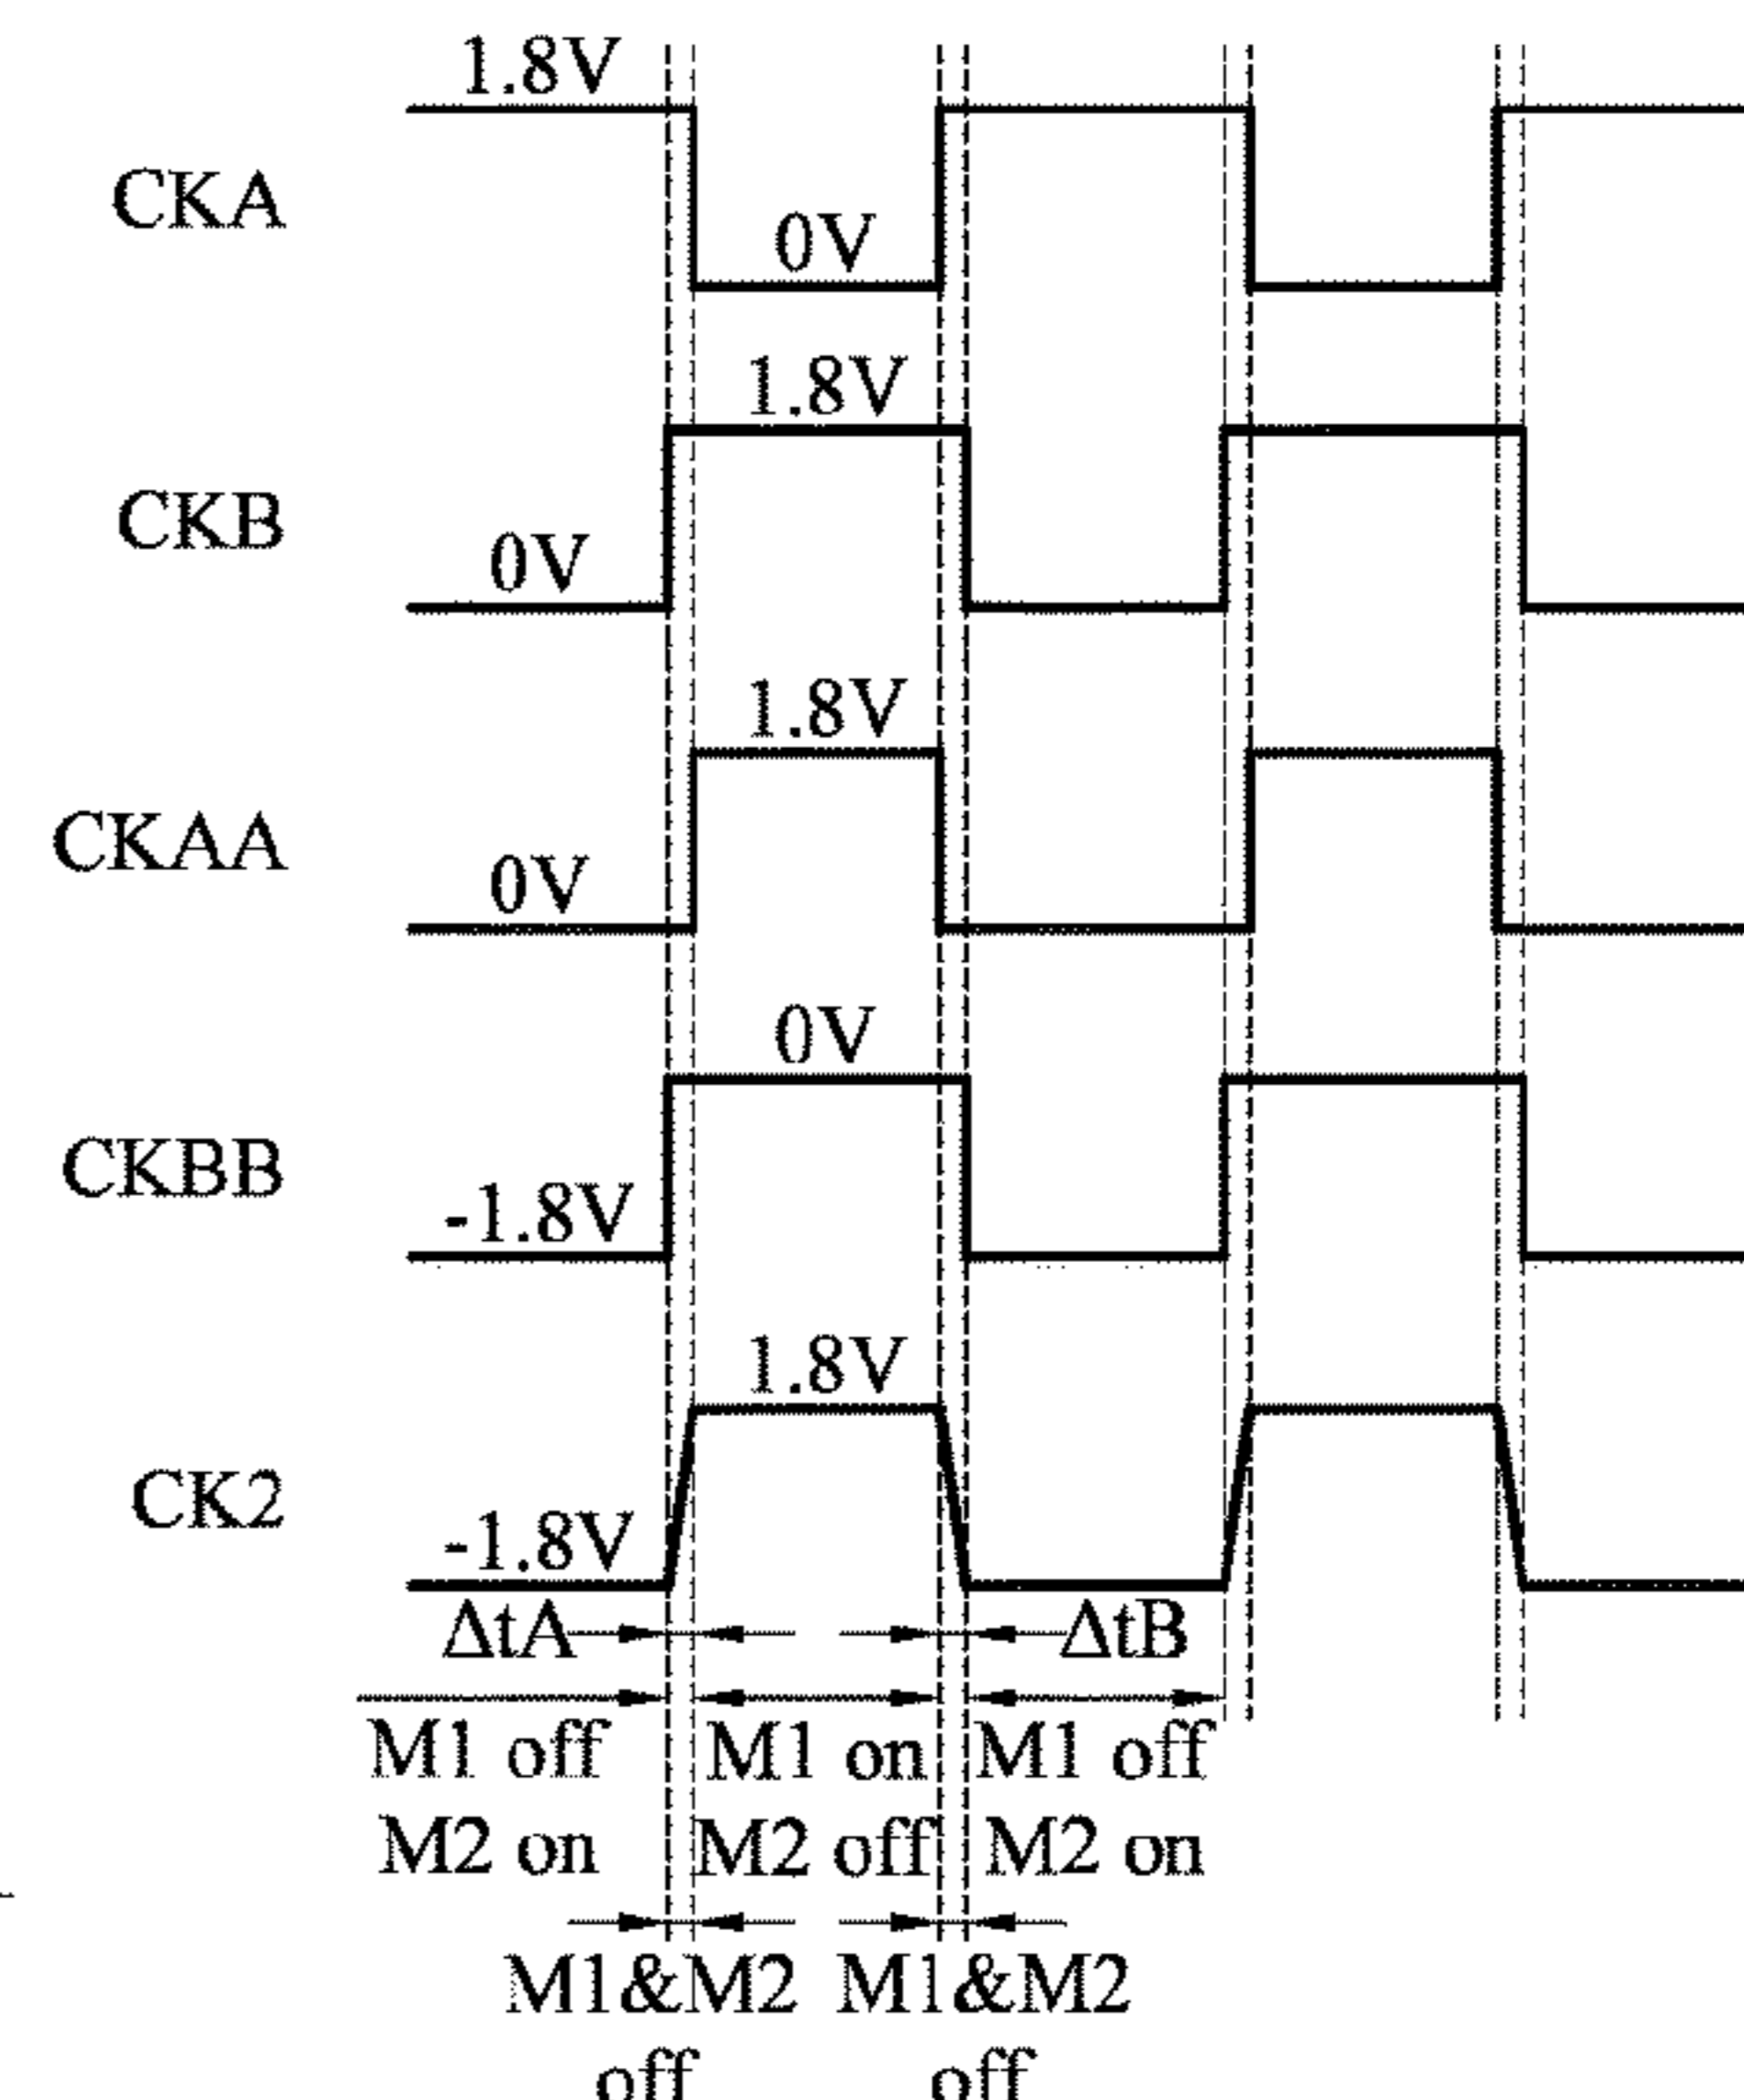 1.8V
CKA
0V
1.8V
CKB
0V
1.8V
CKAA
0V
0V
CKBB
-1.8V
1.8V
CK2
-1.8V
ΔtA ΔtB
M1 off M1 on M1 off
M2 on M2 off M2 on
M1&M2 M1&M2
off off